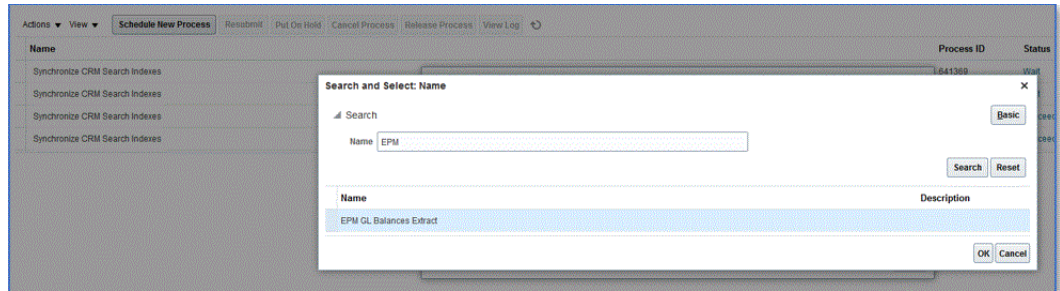 Actions View Schedule New Process Resubmit Put On Hold Cancel Process Release Process View Log
Name Process ID Status
Synchronize CRM Search Indexes 641369 Wait
Search and Select: Name
Synchronize CRM Search Indexes
Search Basic
Synchronize CRM Search Indexes
Name EPM
Synchronize CRM Search Indexes
Search Reset
Name Description
EPM GL Balances Extract
OK Cancel